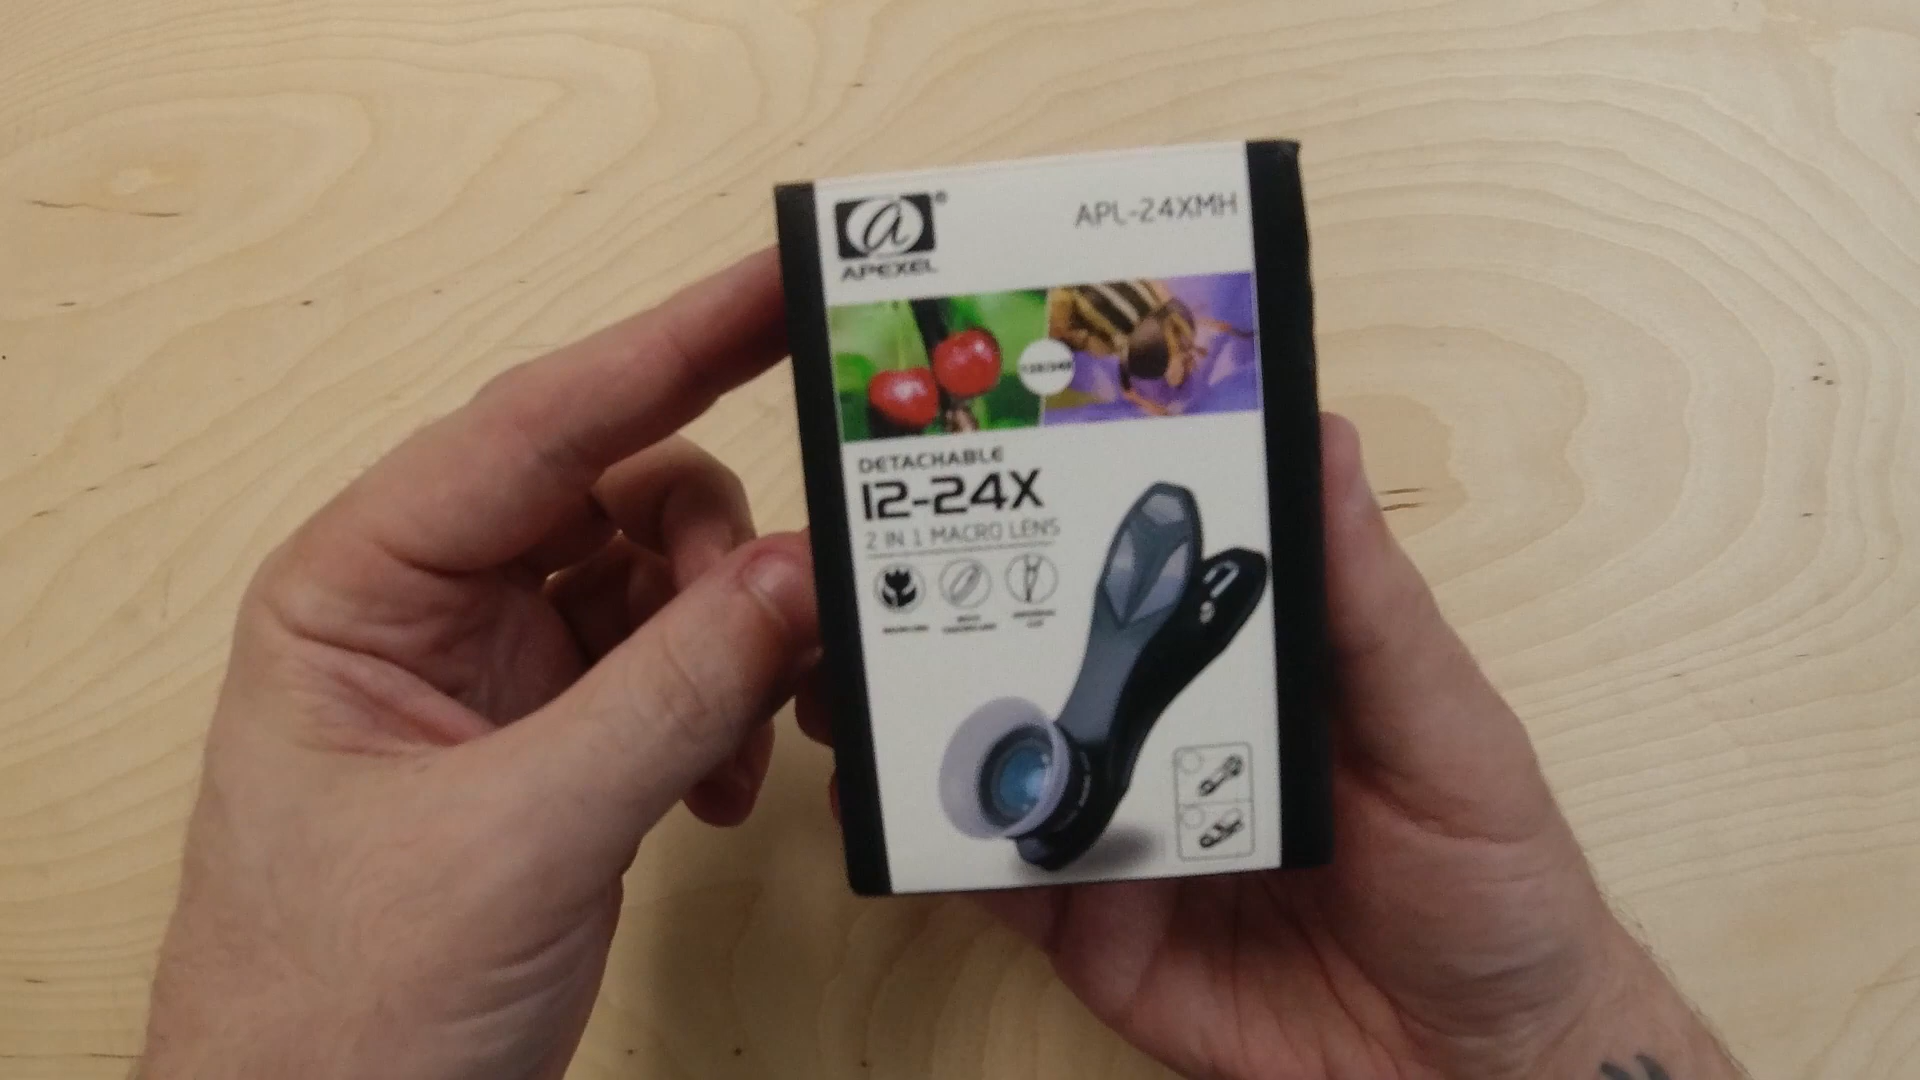 APEXEL®
APL-24XMH
DETACHABLE
12-24X
2 IN 1 MACRO LENS